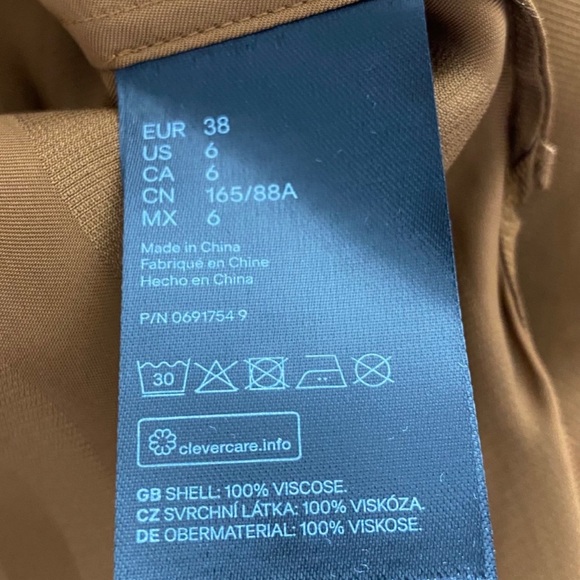 EUR 38
US 6
CA 6
CN 165/88A
MX 6
Made in China
Fabriqué en Chine
Hecho en China
P/N 0691754 9
30
clevercare.info
GB SHELL: 100% VISCOSE.
CZ SVRCHNÍ LÁTKA: 100% VISKÓZA.
DE OBERMATERIAL: 100% VISKOSE.